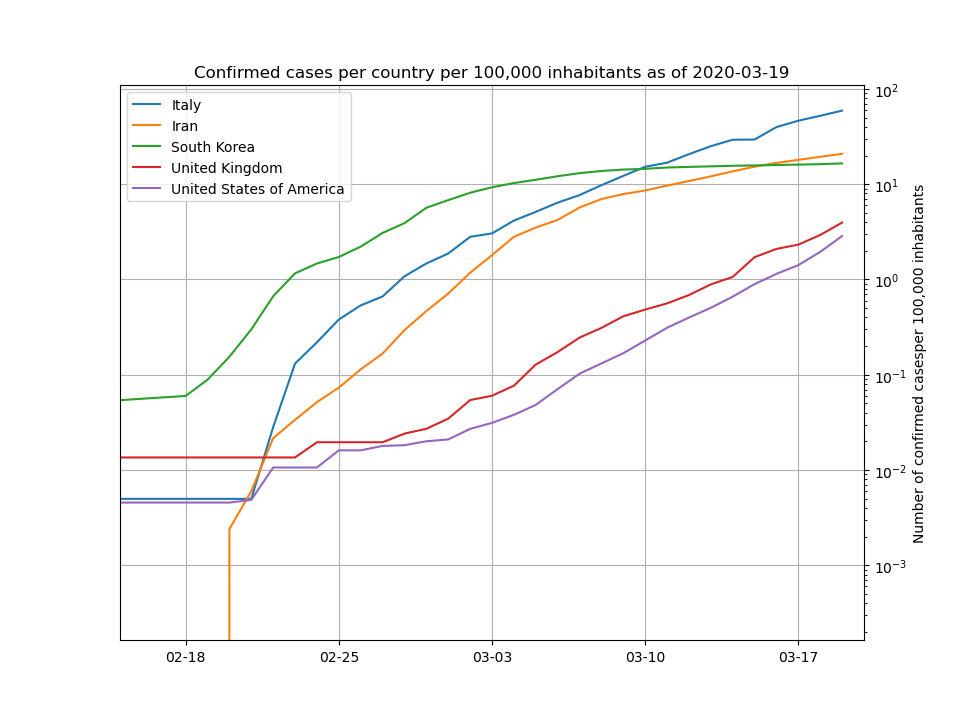 Confirmed cases per country per 100,000 inhabitants as of 2020-03-19
Italy
Iran
South Korea
United Kingdom
United States of America
10²
10¹
10⁰
10⁻¹
10⁻²
10⁻³
Number of confirmed casesper 100,000 inhabitants
02-18
02-25
03-03
03-10
03-17